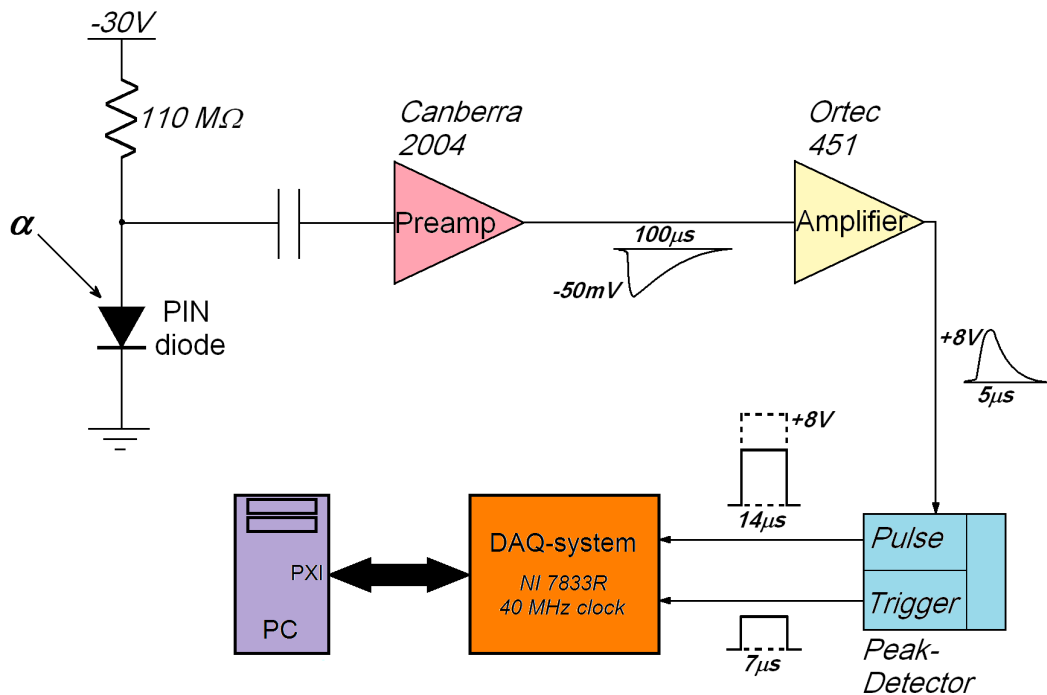 -30V
110 MΩ
Canberra
2004
Ortec
451
α
Preamp
Amplifier
100μs
-50mV
PIN
diode
+8V
5μs
+8V
14μs
DAQ-system
NI 7833R
40 MHz clock
PXI
PC
Pulse
Trigger
7μs
Peak-
Detector